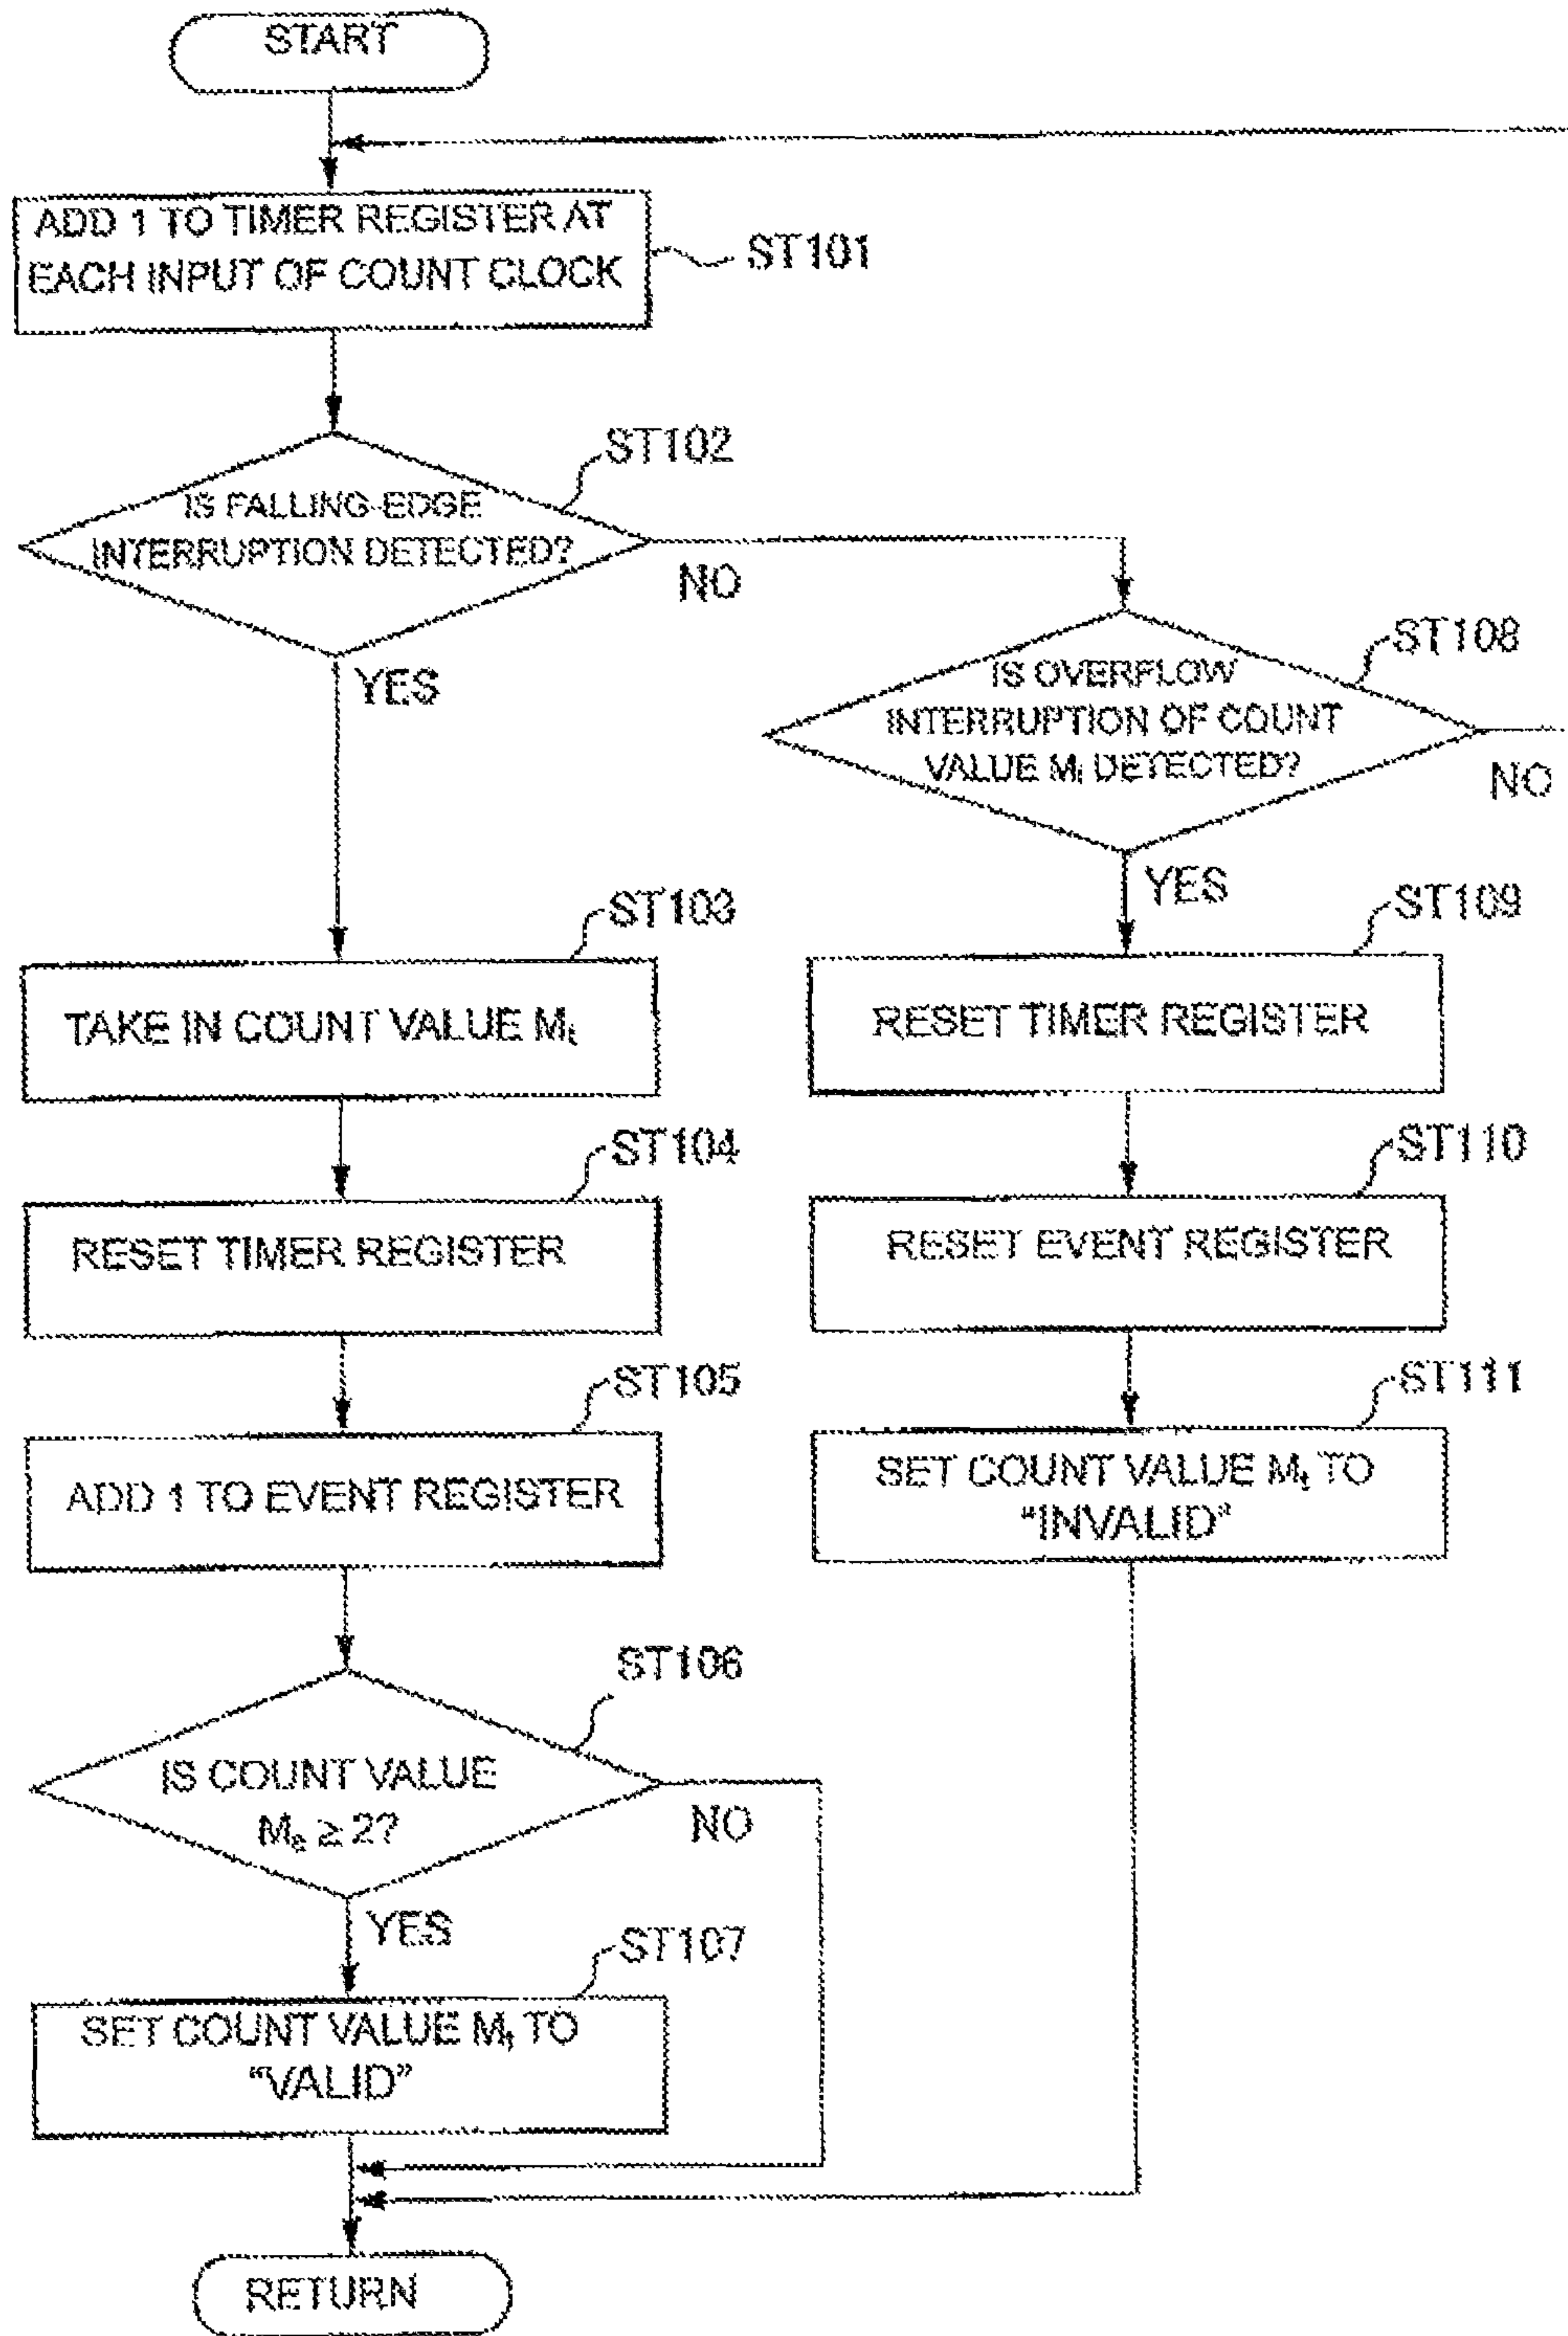 START
ADD 1 TO TIMER REGISTER AT
EACH INPUT OF COUNT CLOCK
ST101
ST102
IS FALLING-EDGE
INTERRUPTION DETECTED?
NO
YES
ST108
IS OVERFLOW
INTERRUPTION OF COUNT
VALUE Mt DETECTED?
NO
YES
ST103
TAKE IN COUNT VALUE Mt
ST109
RESET TIMER REGISTER
ST104
RESET TIMER REGISTER
ST110
RESET EVENT REGISTER
ST105
ADD 1 TO EVENT REGISTER
ST111
SET COUNT VALUE Mt TO
"INVALID"
ST106
IS COUNT VALUE
Me ≥ 2?
NO
YES
ST107
SET COUNT VALUE Mt TO
"VALID"
RETURN